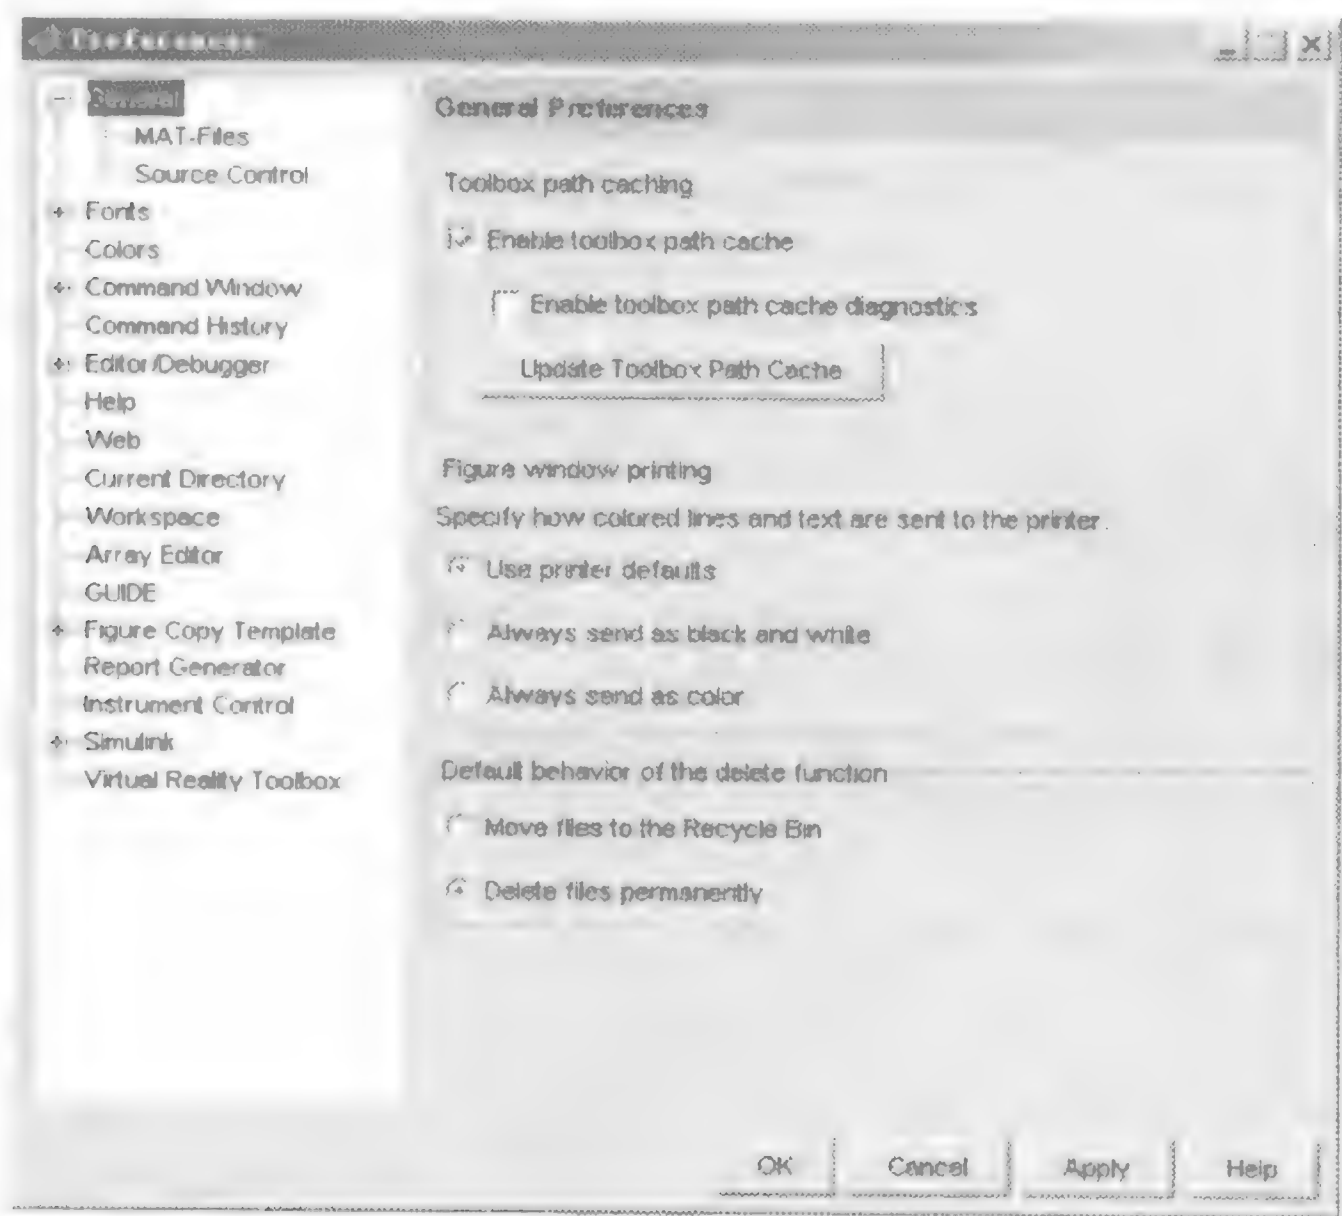 Preferences
General
MAT-Files
Source Control
Fonts
Colors
Command Window
Command History
Editor/Debugger
Help
Web
Current Directory
Workspace
Array Editor
GUIDE
Figure Copy Template
Report Generator
Instrument Control
Simulink
Virtual Reality Toolbox
General Preferences
Toolbox path caching
Enable toolbox path cache
Enable toolbox path cache diagnostics
Update Toolbox Path Cache
Figure window printing
Specify how colored lines and text are sent to the printer.
Use printer defaults
Always send as black and white
Always send as color
Default behavior of the delete function
Move files to the Recycle Bin
Delete files permanently
OK
Cancel
Apply
Help